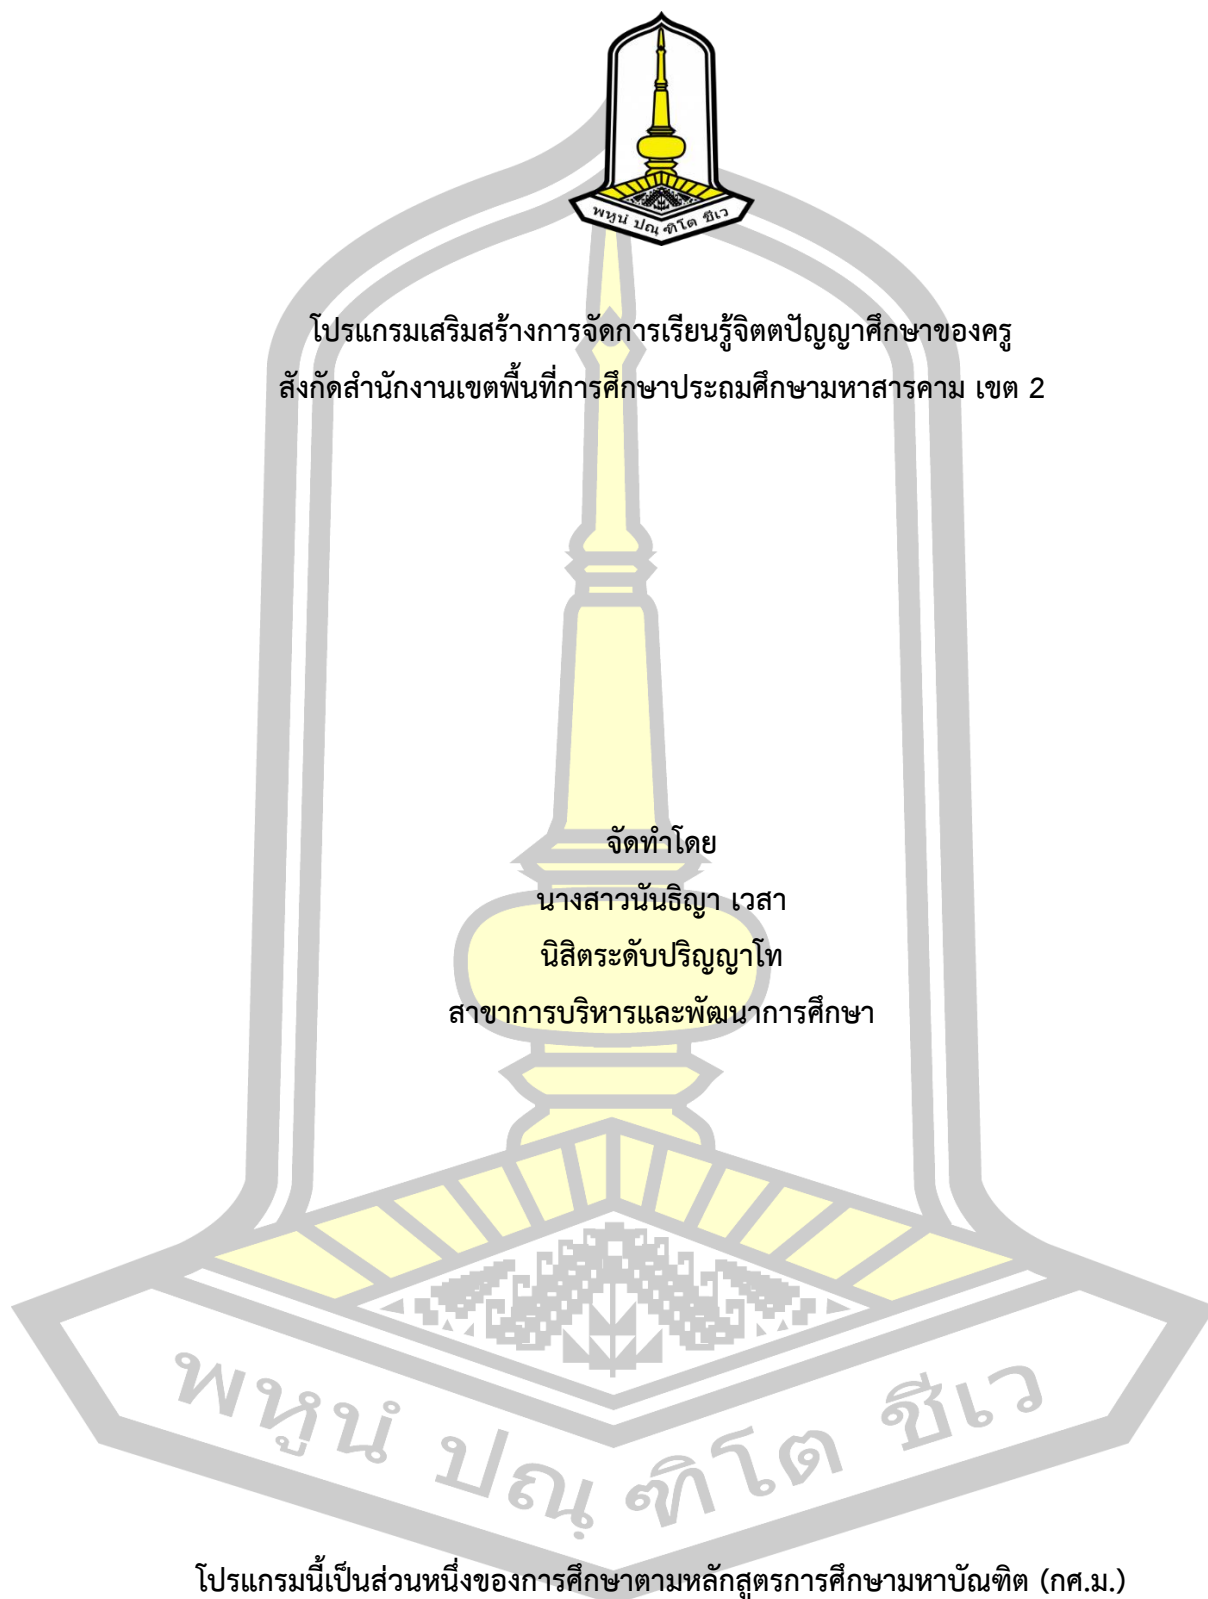 พหูนํ ปณฺฑิโต ชีเว
โปรแกรมเสริมสร้างการจัดการเรียนรู้จิตตปัญญาศึกษาของครู
สังกัดสำนักงานเขตพื้นที่การศึกษาประถมศึกษามหาสารคาม เขต 2
จัดทำโดย
นางสาวนันธิญา เวสา
นิสิตระดับปริญญาโท
สาขาการบริหารและพัฒนาการศึกษา
พหูนํ ปณฺฑิโต ชีเว
โปรแกรมนี้เป็นส่วนหนึ่งของการศึกษาตามหลักสูตรการศึกษามหาบัณฑิต (กศ.ม.)